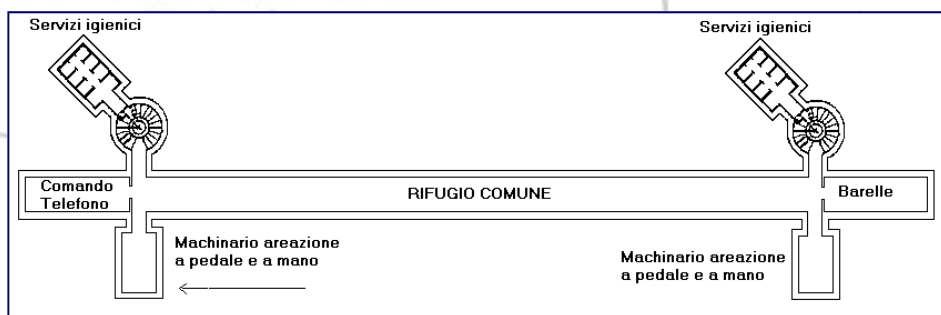 Servizi igienici
Servizi igienici
Comando
Telefono
RIFUGIO COMUNE
Barelle
Machinario areazione
a pedale e a mano
Machinario areazione
a pedale e a mano